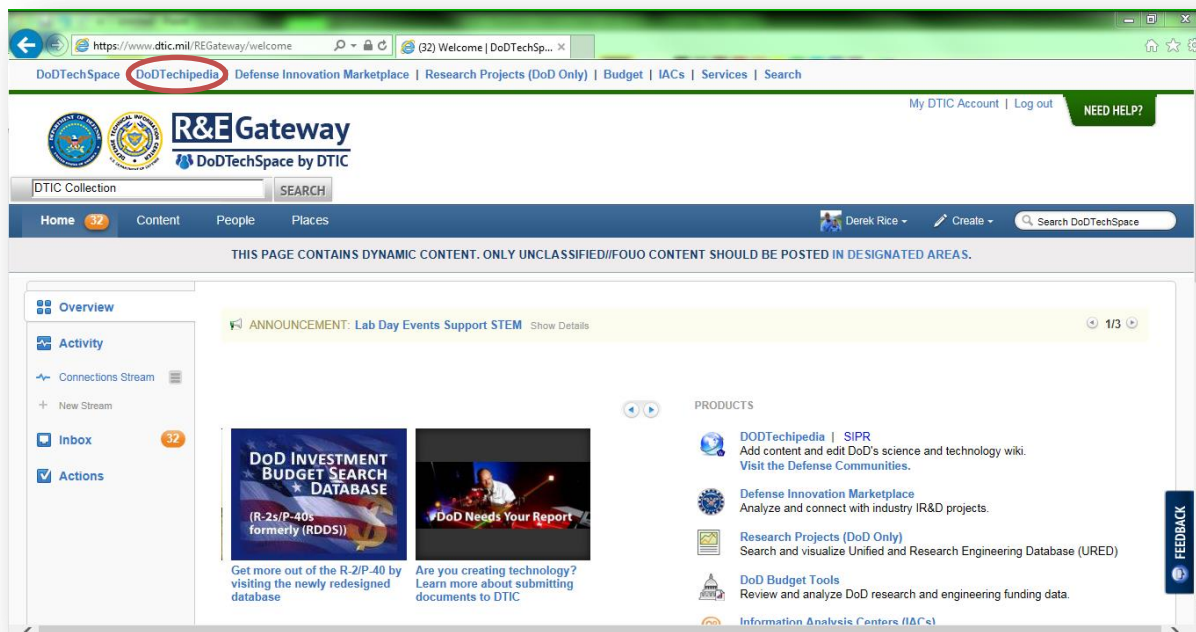 https://www.dtic.mil/REGateway/welcome
(32) Welcome | DoDTechSp...
DoDTechSpace DoDTechipedia | Defense Innovation Marketplace | Research Projects (DoD Only) | Budget | IACs | Services | Search
My DTIC Account | Log out
NEED HELP?
R&E Gateway
DoDTechSpace by DTIC
DTIC Collection
SEARCH
Home 32 Content People Places
Derek Rice
Create
Search DoDTechSpace
THIS PAGE CONTAINS DYNAMIC CONTENT. ONLY UNCLASSIFIED//FOUO CONTENT SHOULD BE POSTED IN DESIGNATED AREAS.
Overview
Activity
Connections Stream
+ New Stream
Inbox 32
Actions
ANNOUNCEMENT: Lab Day Events Support STEM Show Details
1/3
DOD INVESTMENT
BUDGET SEARCH
DATABASE
(R-2s/P-40s
formerly (RDDS))
Get more out of the R-2/P-40 by
visiting the newly redesigned
database
DoD Needs Your Report
Are you creating technology?
Learn more about submitting
documents to DTIC
PRODUCTS
DODTechipedia | SIPR
Add content and edit DoD's science and technology wiki.
Visit the Defense Communities.
Defense Innovation Marketplace
Analyze and connect with industry IR&D projects.
Research Projects (DoD Only)
Search and visualize Unified and Research Engineering Database (URED)
DoD Budget Tools
Review and analyze DoD research and engineering funding data.
Information Analysis Centers (IACs)
FEEDBACK